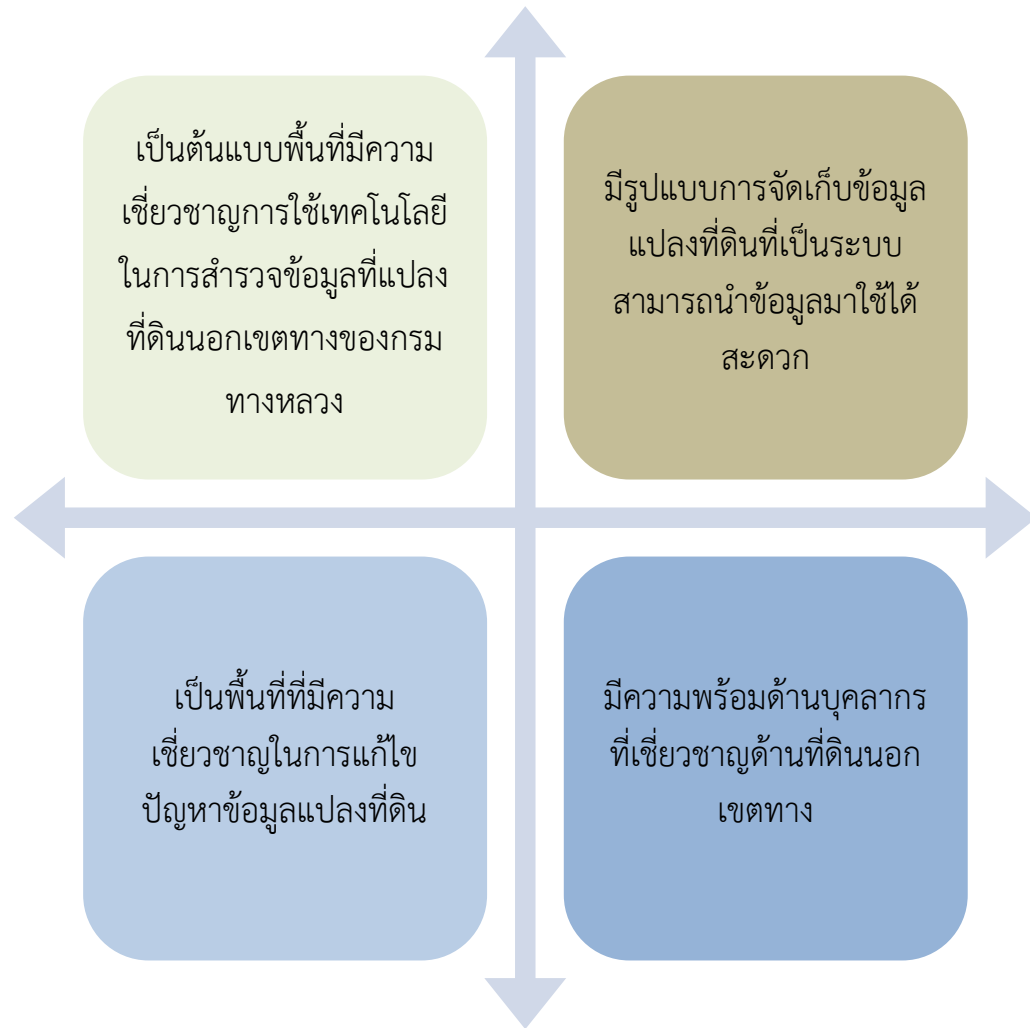 เป็นต้นแบบพื้นที่มีความ
เชี่ยวชาญการใช้เทคโนโลยี
ในการสำรวจข้อมูลที่แปลง
ที่ดินนอกเขตทางของกรม
ทางหลวง
มีรูปแบบการจัดเก็บข้อมูล
แปลงที่ดินที่เป็นระบบ
สามารถนำข้อมูลมาใช้ได้
สะดวก
เป็นพื้นที่ที่มีความ
เชี่ยวชาญในการแก้ไข
ปัญหาข้อมูลแปลงที่ดิน
มีความพร้อมด้านบุคลากร
ที่เชี่ยวชาญด้านที่ดินนอก
เขตทาง